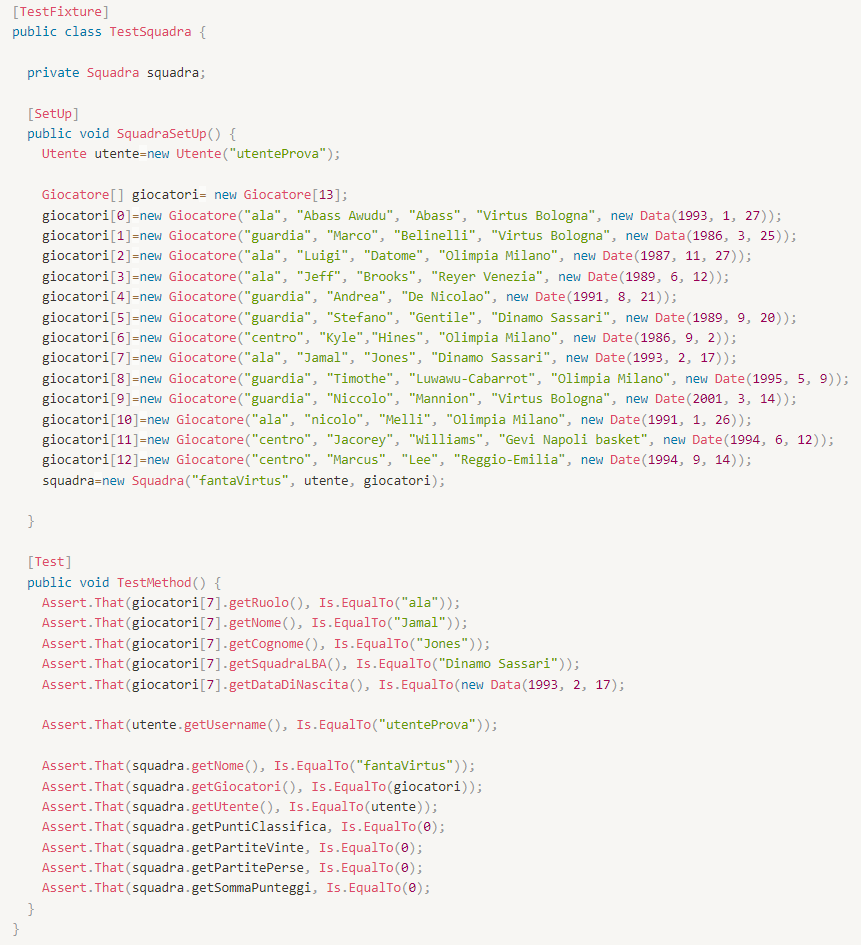 [TestFixture]
public class TestSquadra {
private Squadra squadra;
[SetUp]
public void SquadraSetUp() {
Utente utente=new Utente("utenteProva");
Giocatore[] giocatori= new Giocatore[13];
giocatori[0]=new Giocatore("ala", "Abass Awudu", "Abass", "Virtus Bologna", new Data(1993, 1, 27));
giocatori[1]=new Giocatore("guardia", "Marco", "Belinelli", "Virtus Bologna", new Data(1986, 3, 25));
giocatori[2]=new Giocatore("ala", "Luigi", "Datome", "Olimpia Milano", new Date(1987, 11, 27));
giocatori[3]=new Giocatore("ala", "Jeff", "Brooks", "Reyer Venezia", new Date(1989, 6, 12));
giocatori[4]=new Giocatore("guardia", "Andrea", "De Nicolao", new Date(1991, 8, 21));
giocatori[5]=new Giocatore("guardia", "Stefano", "Gentile", "Dinamo Sassari", new Date(1989, 9, 20));
giocatori[6]=new Giocatore("centro", "Kyle","Hines", "Olimpia Milano", new Date(1986, 9, 2));
giocatori[7]=new Giocatore("ala", "Jamal", "Jones", "Dinamo Sassari", new Date(1993, 2, 17));
giocatori[8]=new Giocatore("guardia", "Timothe", "Luwawu-Cabarrot", "Olimpia Milano", new Date(1995, 5, 9));
giocatori[9]=new Giocatore("guardia", "Niccolo", "Mannion", "Virtus Bologna", new Date(2001, 3, 14));
giocatori[10]=new Giocatore("ala", "nicolo", "Melli", "Olimpia Milano", new Date(1991, 1, 26));
giocatori[11]=new Giocatore("centro", "Jacorey", "Williams", "Gevi Napoli basket", new Date(1994, 6, 12));
giocatori[12]=new Giocatore("centro", "Marcus", "Lee", "Reggio-Emilia", new Date(1994, 9, 14));
squadra=new Squadra("fantaVirtus", utente, giocatori);
}
[Test]
public void TestMethod() {
Assert.That(giocatori[7].getRuolo(), Is.EqualTo("ala"));
Assert.That(giocatori[7].getNome(), Is.EqualTo("Jamal"));
Assert.That(giocatori[7].getCognome(), Is.EqualTo("Jones"));
Assert.That(giocatori[7].getSquadraLBA(), Is.EqualTo("Dinamo Sassari"));
Assert.That(giocatori[7].getDataDiNascita(), Is.EqualTo(new Data(1993, 2, 17);
Assert.That(utente.getUsername(), Is.EqualTo("utenteProva"));
Assert.That(squadra.getNome(), Is.EqualTo("fantaVirtus"));
Assert.That(squadra.getGiocatori(), Is.EqualTo(giocatori));
Assert.That(squadra.getUtente(), Is.EqualTo(utente));
Assert.That(squadra.getPuntiClassifica, Is.EqualTo(0);
Assert.That(squadra.getPartiteVinte, Is.EqualTo(0);
Assert.That(squadra.getPartitePerse, Is.EqualTo(0);
Assert.That(squadra.getSommaPunteggi, Is.EqualTo(0);
}
}